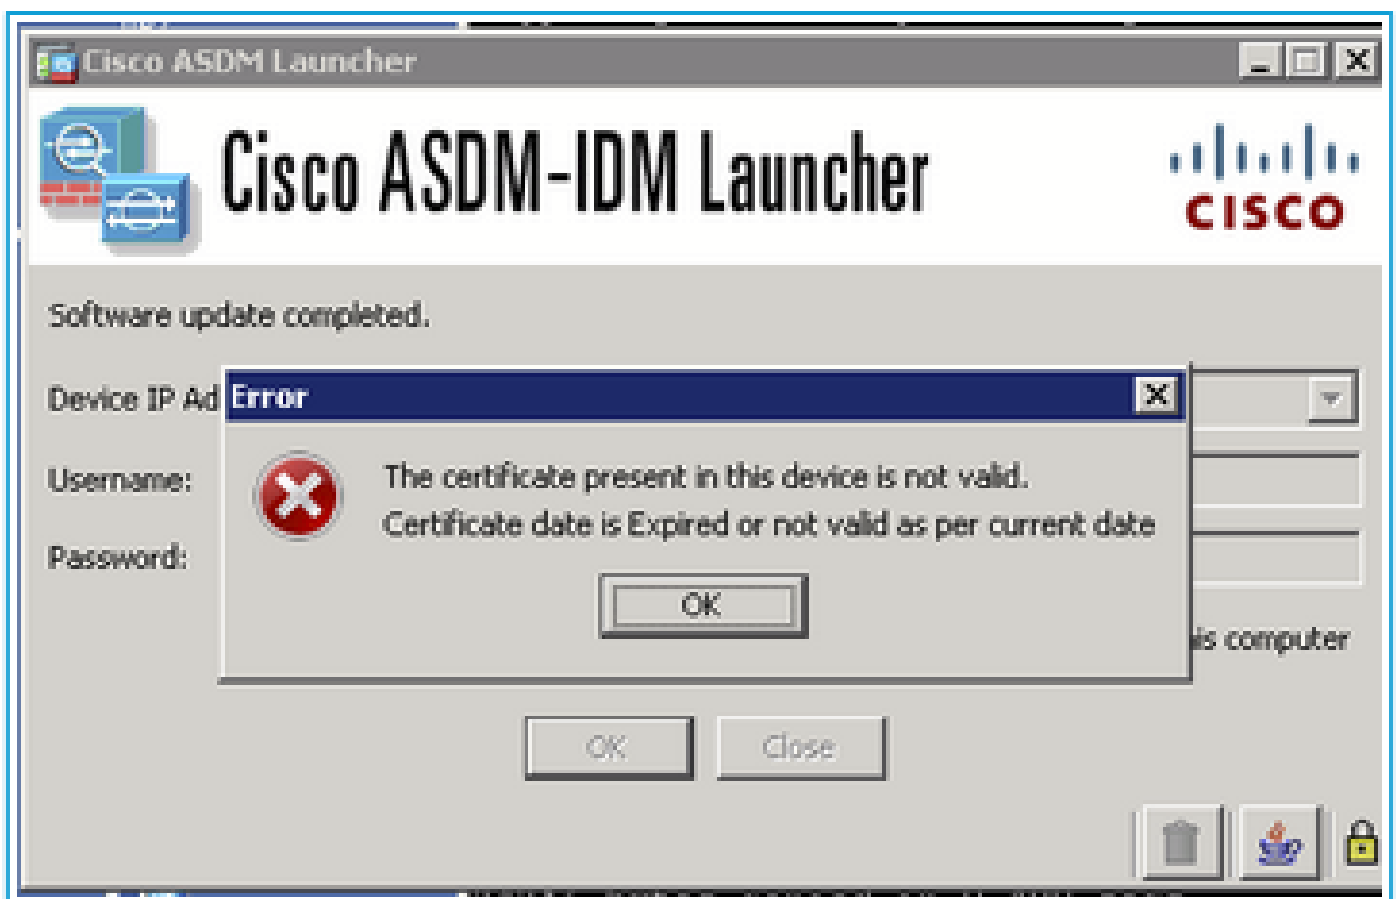 Cisco ASDM Launcher
Cisco ASDM-IDM Launcher
CISCO
Software update completed.
Device IP Ad
Error
The certificate present in this device is not valid.
Certificate date is Expired or not valid as per current date
OK
Username:
Password:
is computer
OK
Close